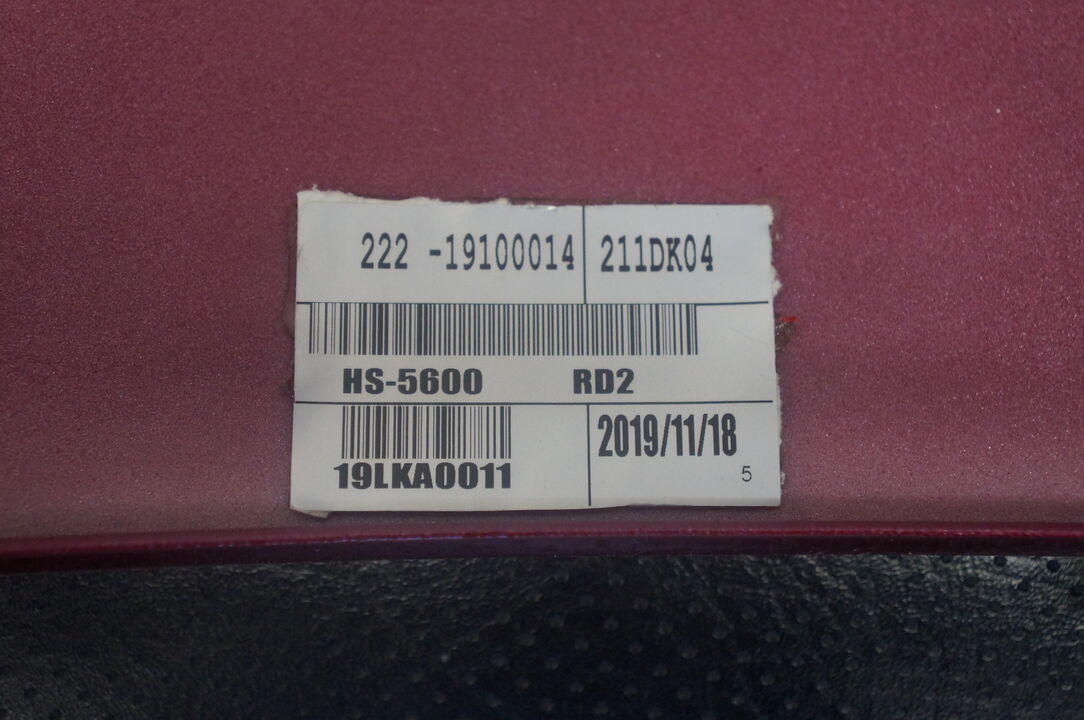 222 -19100014 211DK04
HS-5600 RD2
19LKA0011 2019/11/18
5